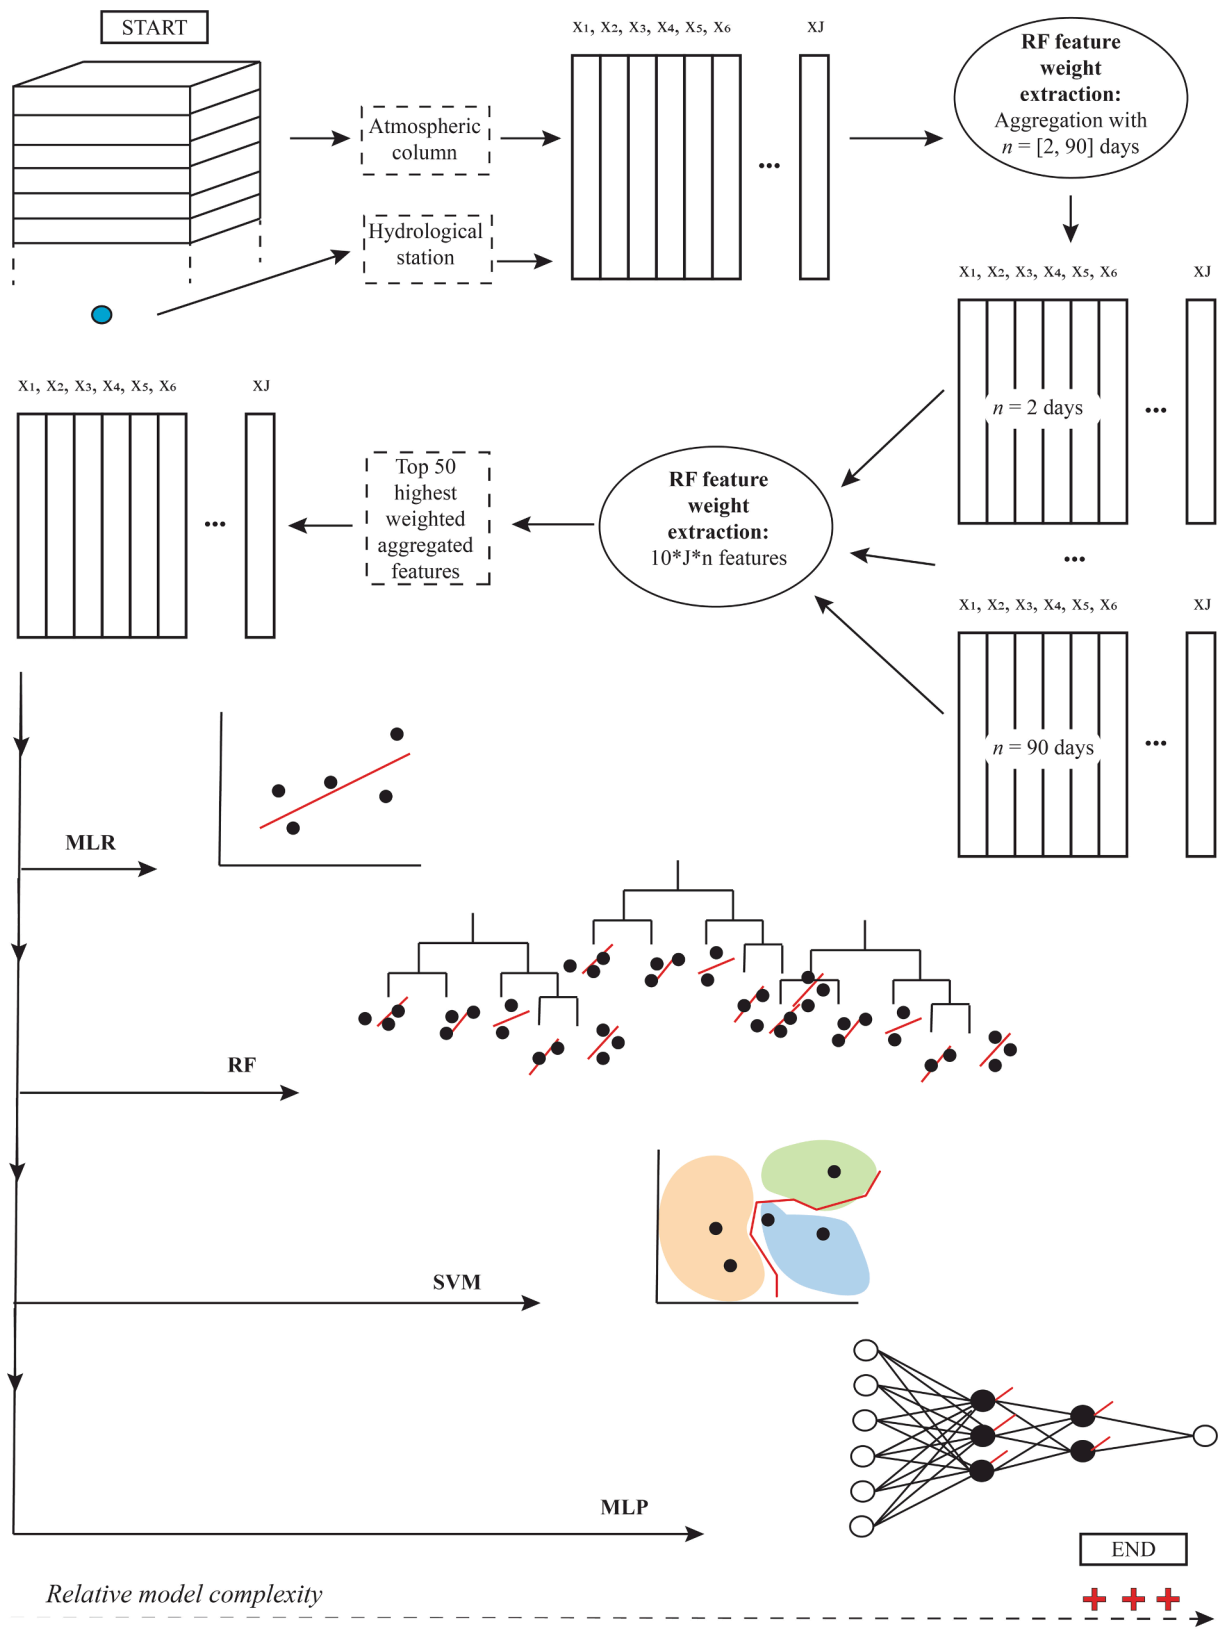 START
x1, x2, x3, x4, x5, x6
xJ
RF feature
weight
extraction:
Aggregation with
n = [2, 90] days
Atmospheric
column
...
Hydrological
station
x1, x2, x3, x4, x5, x6
xJ
n = 2 days
...
x1, x2, x3, x4, x5, x6
xJ
...
Top 50
highest
weighted
aggregated
features
RF feature
weight
extraction:
10*J*n features
...
x1, x2, x3, x4, x5, x6
xJ
n = 90 days
...
MLR
RF
SVM
MLP
END
Relative model complexity
+ + +